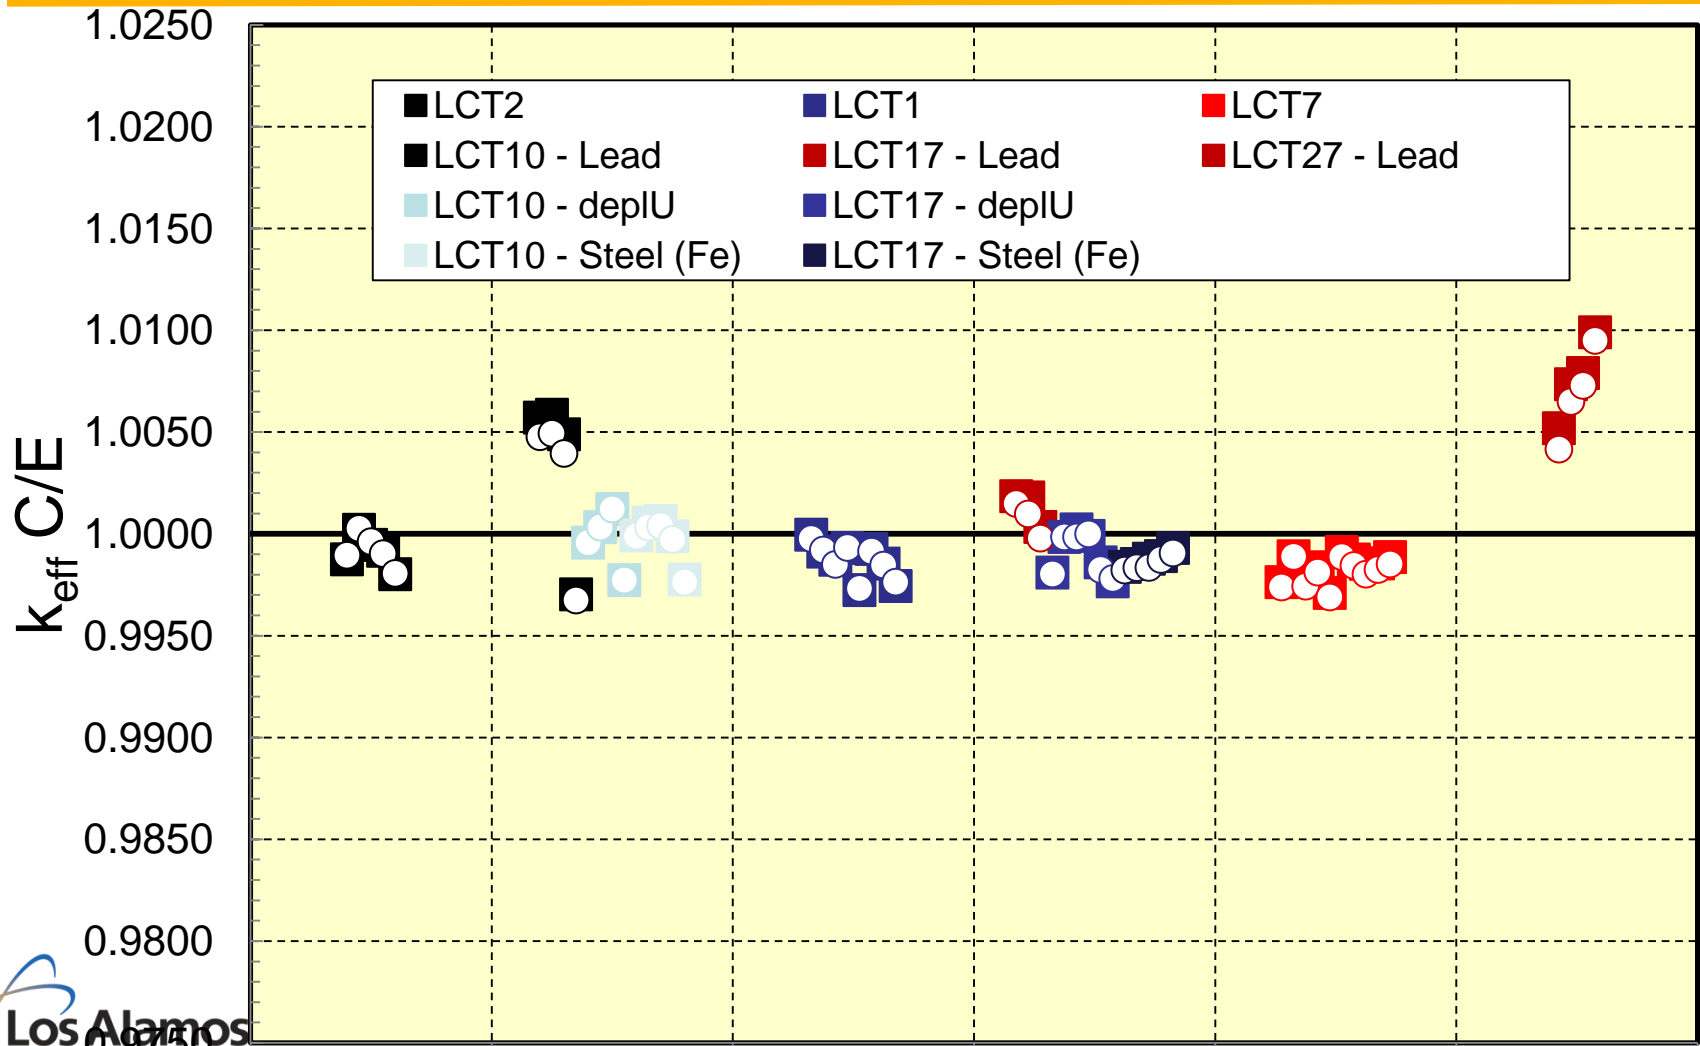 1.0250
1.0200
1.0150
1.0100
1.0050
1.0000
0.9950
0.9900
0.9850
0.9800
0.9750
keff C/E
LCT2 LCT1 LCT7
LCT10 - Lead LCT17 - Lead LCT27 - Lead
LCT10 - deplU LCT17 - deplU
LCT10 - Steel (Fe) LCT17 - Steel (Fe)
Los Alamos